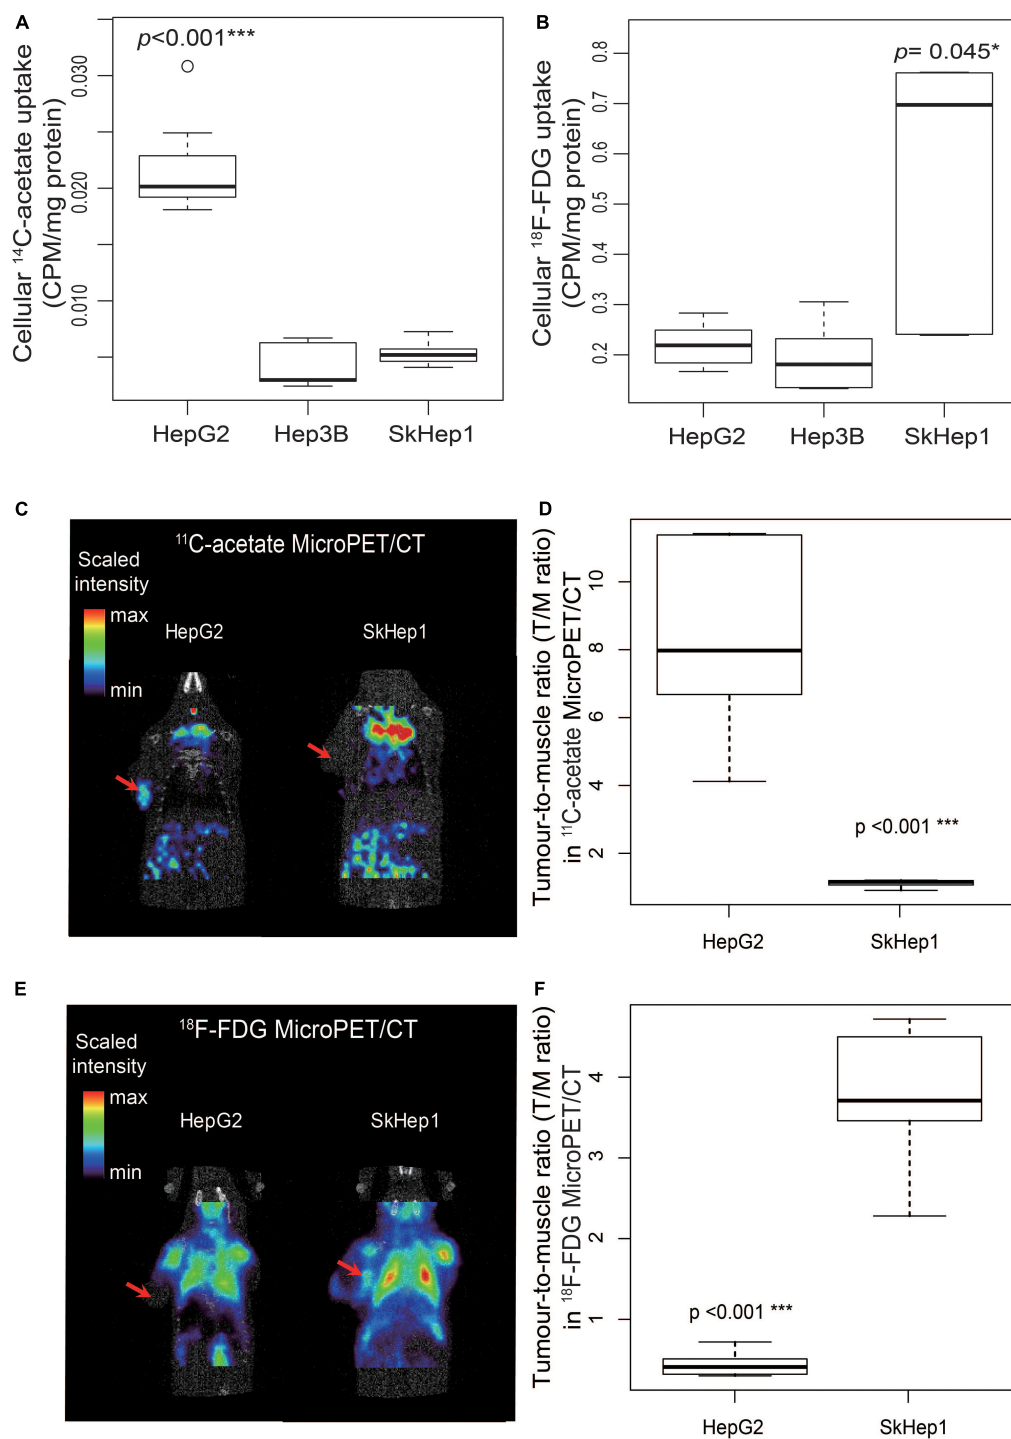 A
Cellular ¹⁴C-acetate uptake
(CPM/mg protein)
0.030
0.020
0.010
p<0.001***
HepG2 Hep3B SkHep1
B
Cellular ¹⁸F-FDG uptake
(CPM/mg protein)
0.8
0.7
0.6
0.5
0.4
0.3
0.2
p= 0.045*
HepG2 Hep3B SkHep1
C
¹¹C-acetate MicroPET/CT
Scaled
intensity
max
min
HepG2 SkHep1
D
Tumour-to-muscle ratio (T/M ratio)
in ¹¹C-acetate MicroPET/CT
10
8
6
4
2
p <0.001 ***
HepG2 SkHep1
E
¹⁸F-FDG MicroPET/CT
Scaled
intensity
max
min
HepG2 SkHep1
F
Tumour-to-muscle ratio (T/M ratio)
in ¹⁸F-FDG MicroPET/CT
4
3
2
1
p <0.001 ***
HepG2 SkHep1